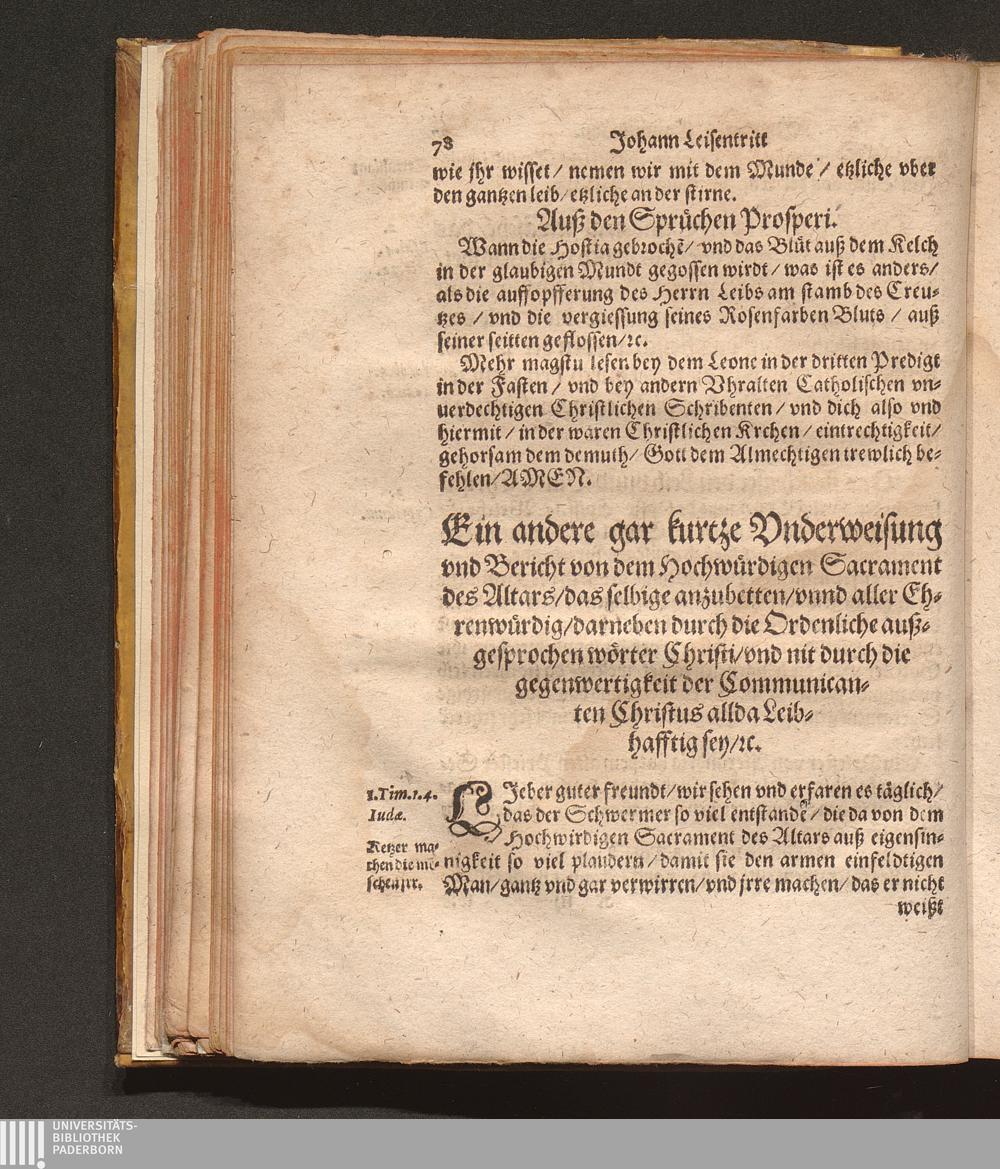 78 Johann Leisentritt
wie jhr wisset / nemen wir mit dem Munde / etzliche vber
den gantzen leib / etzliche an der stirne.
Auß den Sprüchen Prosperi.
Wann die Hostia gebrochẽ / vnd das Blůt auß dem Kelch
in der glaubigen Mundt gegossen wirdt / was ist es anders /
als die auffopfferung des Herrn Leibs am stamb des Creu-
tzes / vnd die vergiessung seines Rosenfarben Bluts / auß
seiner seitten geflossen / ꝛc.
Mehr magstu lesen bey dem Leone in der dritten Predigt
in der Fasten / vnd bey andern Vhralten Catholischen vn-
uerdechtigen Christlichen Schribenten / vnd dich also vnd
hiermit / in der waren Christlichen Krchen / eintrechtigkeit /
gehorsam dem demuth / Gott dem Almechtigen trewlich be-
fehlen / AMEN.
Ein andere gar kurtze Vnderweisung
vnd Bericht von dem Hochwürdigen Sacrament
des Altars / das selbige anzubetten / vnnd aller Eh-
renwürdig / darneben durch die Ordenliche auß-
gesprochen wörter Christi / vnd nit durch die
gegenwertigkeit der Communican-
ten Christus allda Leib-
hafftig sey / ꝛc.
1.Tim.1.4.
Iudæ.
Ketzer ma-
chen die mẽ-
schen jrr.
LIeber guter freundt / wir sehen vnd erfaren es täglich /
das der Schwermer so viel entstandẽ / die da von dem
Hochwirdigen Sacrament des Altars auß eigensin-
nigkeit so viel plaudern / damit sie den armen einfeldtigen
Man / gantz vnd gar verwirren / vnd jrre machen / das er nicht
weißt
UNIVERSITÄTS-
BIBLIOTHEK
PADERBORN